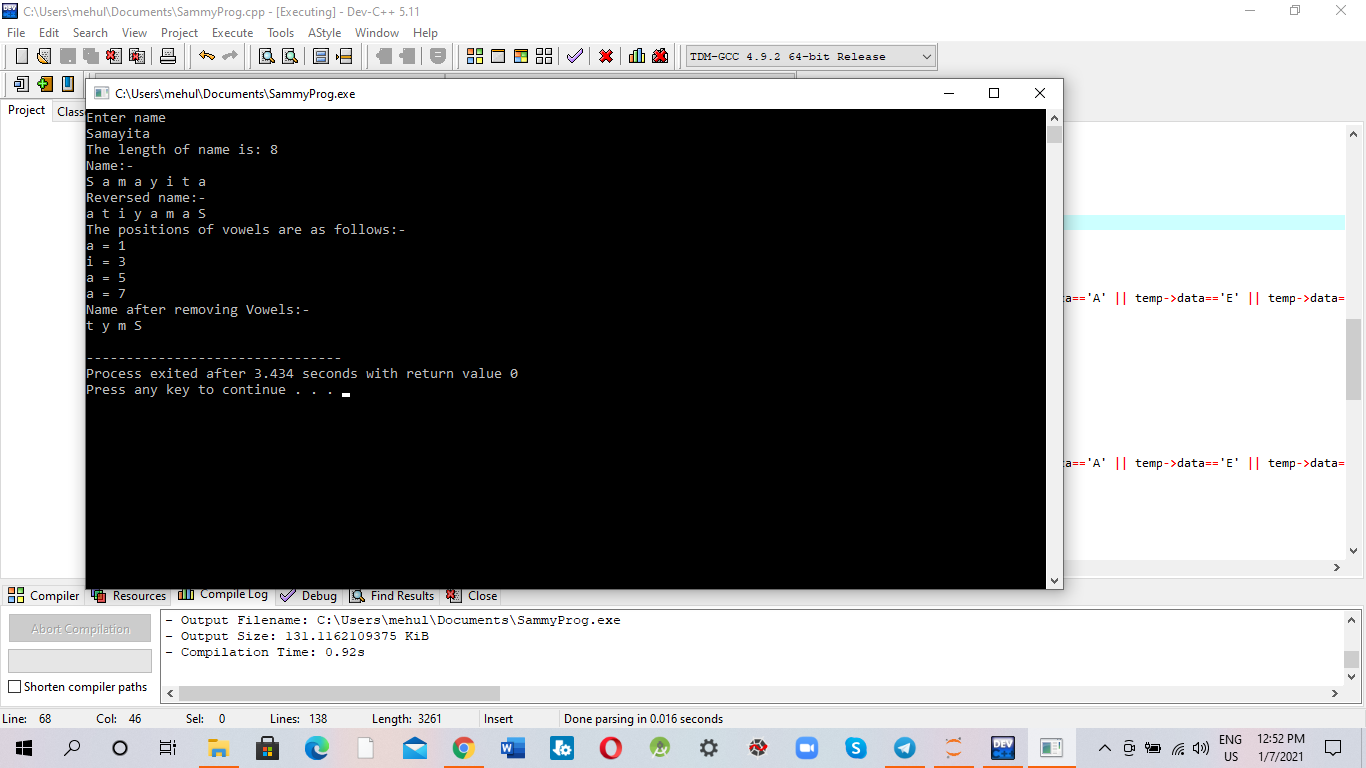 C:\Users\mehul\Documents\SammyProg.cpp - [Executing] - Dev-C++ 5.11
File Edit Search View Project Execute Tools AStyle Window Help
TDM-GCC 4.9.2 64-bit Release
Project Class
C:\Users\mehul\Documents\SammyProg.exe
Enter name
Samayita
The length of name is: 8
Name:-
S a m a y i t a
Reversed name:-
a t i y a m a S
The positions of vowels are as follows:-
a = 1
i = 3
a = 5
a = 7
Name after removing Vowels:-
t y m S
--------------------------------
Process exited after 3.434 seconds with return value 0
Press any key to continue . . .
a=='A' || temp->data=='E' || temp->data=
a=='A' || temp->data=='E' || temp->data=
Compiler Resources Compile Log Debug Find Results Close
Abort Compilation
Shorten compiler paths
- Output Filename: C:\Users\mehul\Documents\SammyProg.exe
- Output Size: 131.1162109375 KiB
- Compilation Time: 0.92s
Line: 68 Col: 46 Sel: 0 Lines: 138 Length: 3261 Insert Done parsing in 0.016 seconds
DEV
ENG
US
12:52 PM
1/7/2021